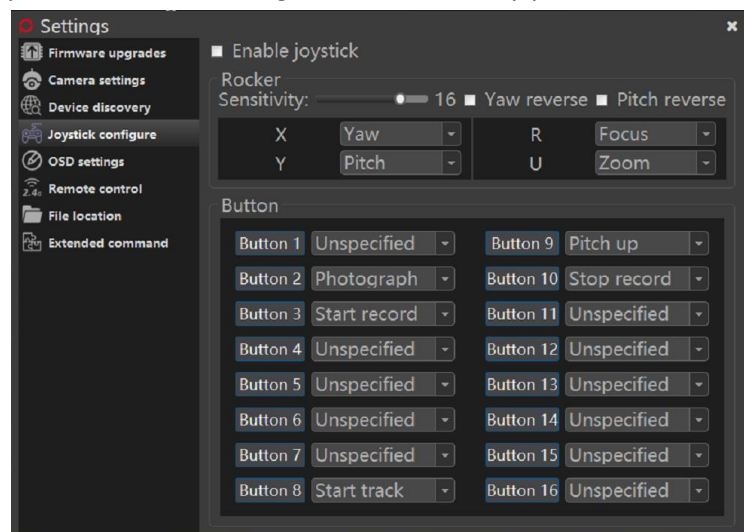 Settings
Firmware upgrades
Camera settings
Device discovery
Joystick configure
OSD settings
2.4G Remote control
File location
Extended command
Enable joystick
Rocker
Sensitivity: 16 Yaw reverse Pitch reverse
X Yaw R Focus
Y Pitch U Zoom
Button
Button 1 Unspecified Button 9 Pitch up
Button 2 Photograph Button 10 Stop record
Button 3 Start record Button 11 Unspecified
Button 4 Unspecified Button 12 Unspecified
Button 5 Unspecified Button 13 Unspecified
Button 6 Unspecified Button 14 Unspecified
Button 7 Unspecified Button 15 Unspecified
Button 8 Start track Button 16 Unspecified